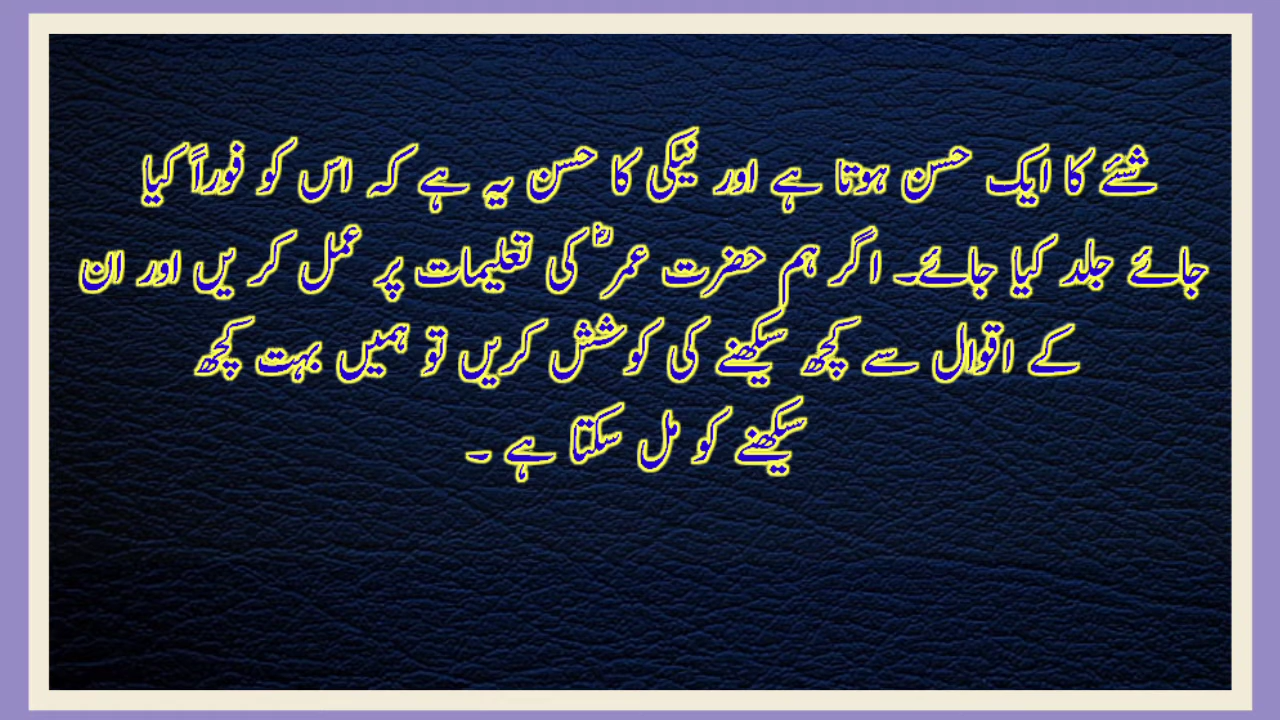 شئے کا ایک حسن ہوتا ہے اور نیکی کا حسن یہ ہے کہ اس کو فوراً کیا
جائے جلد کیا جائے۔ اگر ہم حضرت عمرؓ کی تعلیمات پر عمل کر یں اور ان
کے اقوال سے کچھ سیکھنے کی کوشش کریں تو ہمیں بہت کچھ
سیکھنے کو مل سکتا ہے ۔